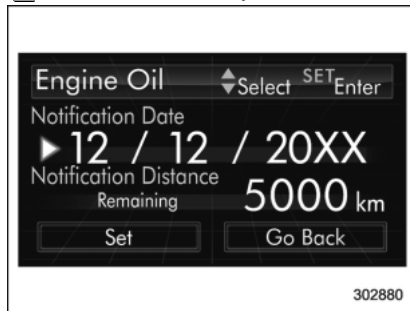 Engine Oil Select SET Enter
Notification Date
12 / 12 / 20XX
Notification Distance
Remaining 5000 km
Set Go Back
302880